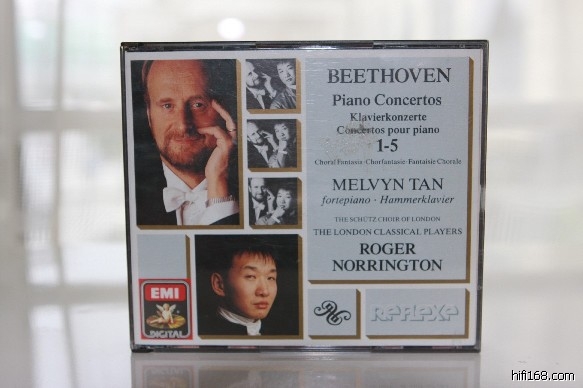 BEETHOVEN
Piano Concertos
Klavierkonzerte
Concertos pour piano
1-5
Choral Fantasia · Chorfantasie · Fantaisie Chorale
MELVYN TAN
fortepiano · Hammerklavier
THE SCHÜTZ CHOIR OF LONDON
THE LONDON CLASSICAL PLAYERS
ROGER
NORRINGTON
EMI
DIGITAL
REFLEXE
hifi168.com